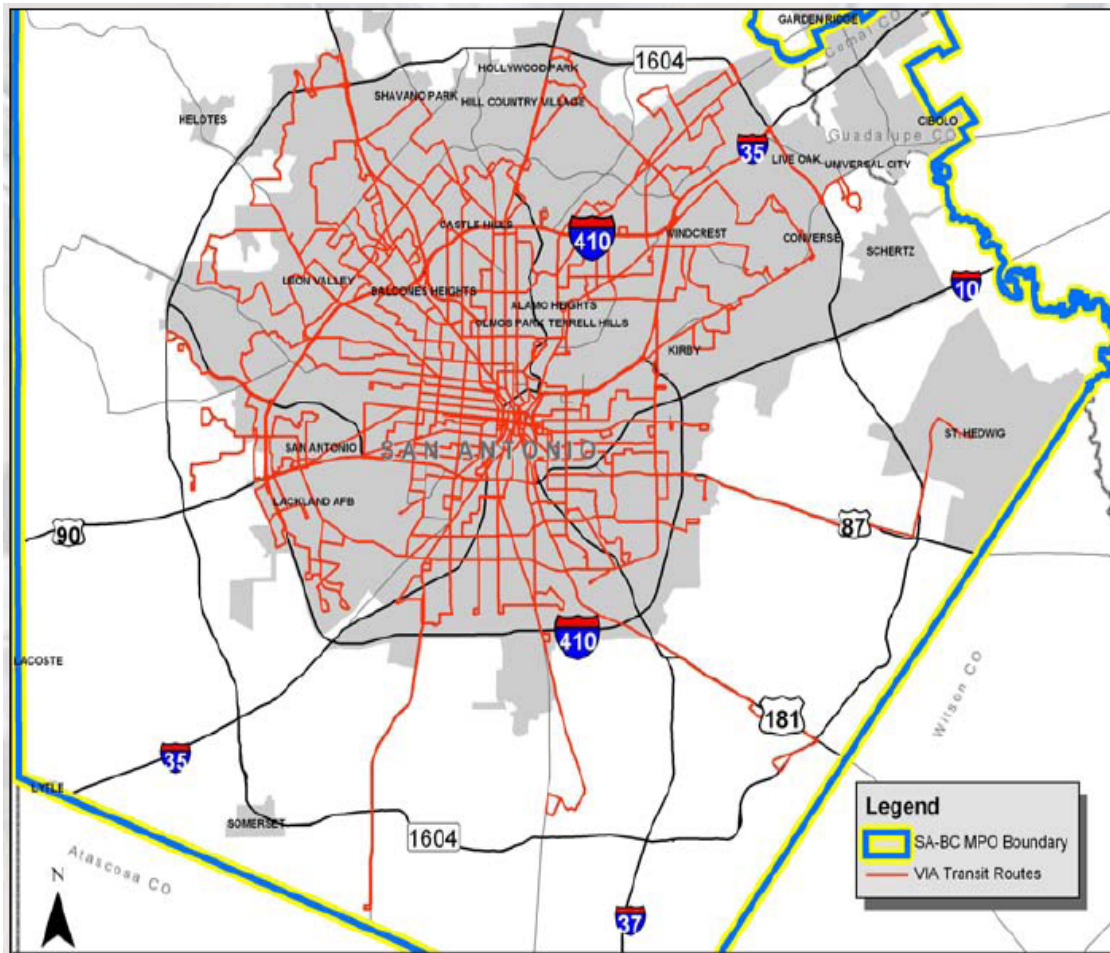 GARDEN RIDGE
Comal CO
1604
HOLLYWOOD PARK
SHAVANO PARK
HILL COUNTRY VILLAGE
HELOTES
CIBOLO
Guadalupe CO
35
LIVE OAK
UNIVERSAL CITY
CASTLE HILLS
410
WINDCREST
CONVERSE
SCHERTZ
LEON VALLEY
BALCONES HEIGHTS
10
ALAMO HEIGHTS
OLMOS PARK
TERRELL HILLS
KIRBY
SAN ANTONIO
SAN ANTONIO
ST. HEDWIG
LACKLAND AFB
90
87
410
LACOSTE
Wilson CO
181
35
LYTLE
SOMERSET
1604
Atascosa CO
N
37
Legend
SA-BC MPO Boundary
VIA Transit Routes